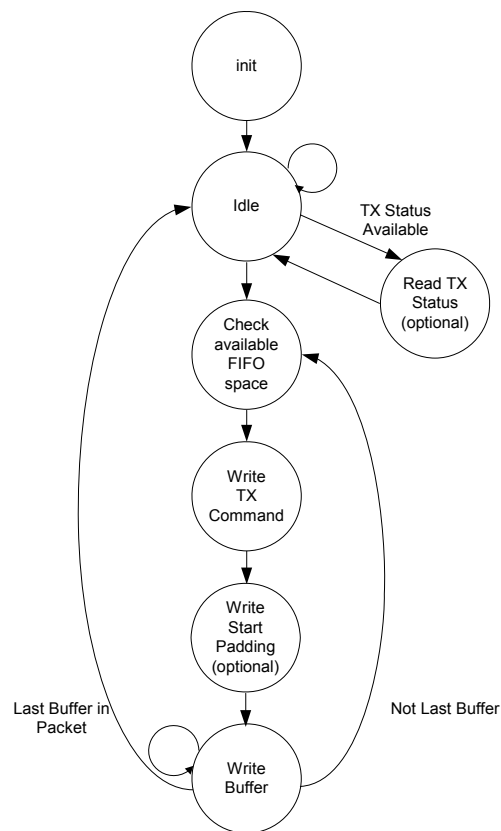 init
Idle
TX Status
Available
Read TX
Status
(optional)
Check
available
FIFO
space
Write
TX
Command
Write
Start
Padding
(optional)
Last Buffer in
Packet
Not Last Buffer
Write
Buffer